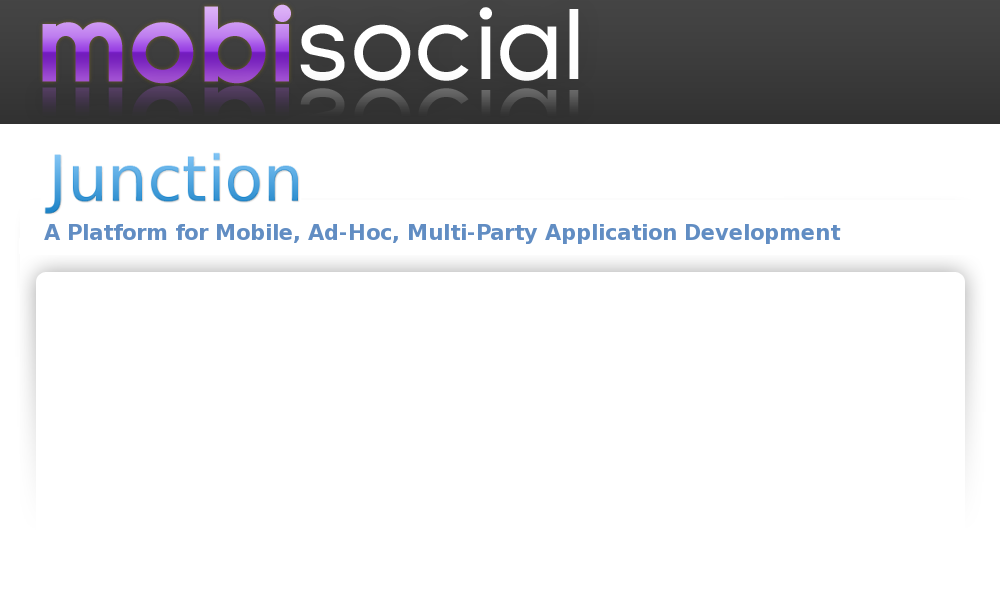 mobisocial
Junction
A Platform for Mobile, Ad-Hoc, Multi-Party Application Development